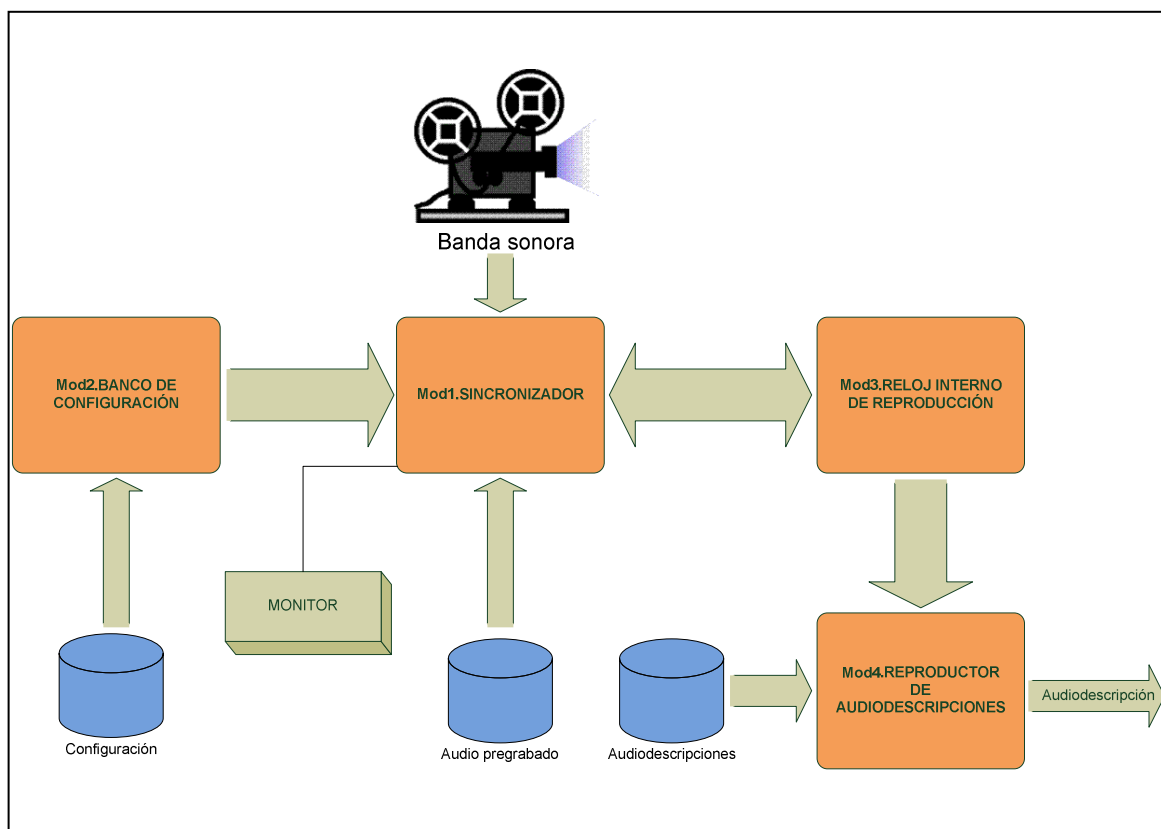 Banda sonora
Mod2.BANCO DE
CONFIGURACIÓN
Mod1.SINCRONIZADOR
Mod3.RELOJ INTERNO
DE REPRODUCCIÓN
MONITOR
Mod4.REPRODUCTOR
DE
AUDIODESCRIPCIONES
Audiodescripción
Configuración
Audio pregrabado
Audiodescripciones